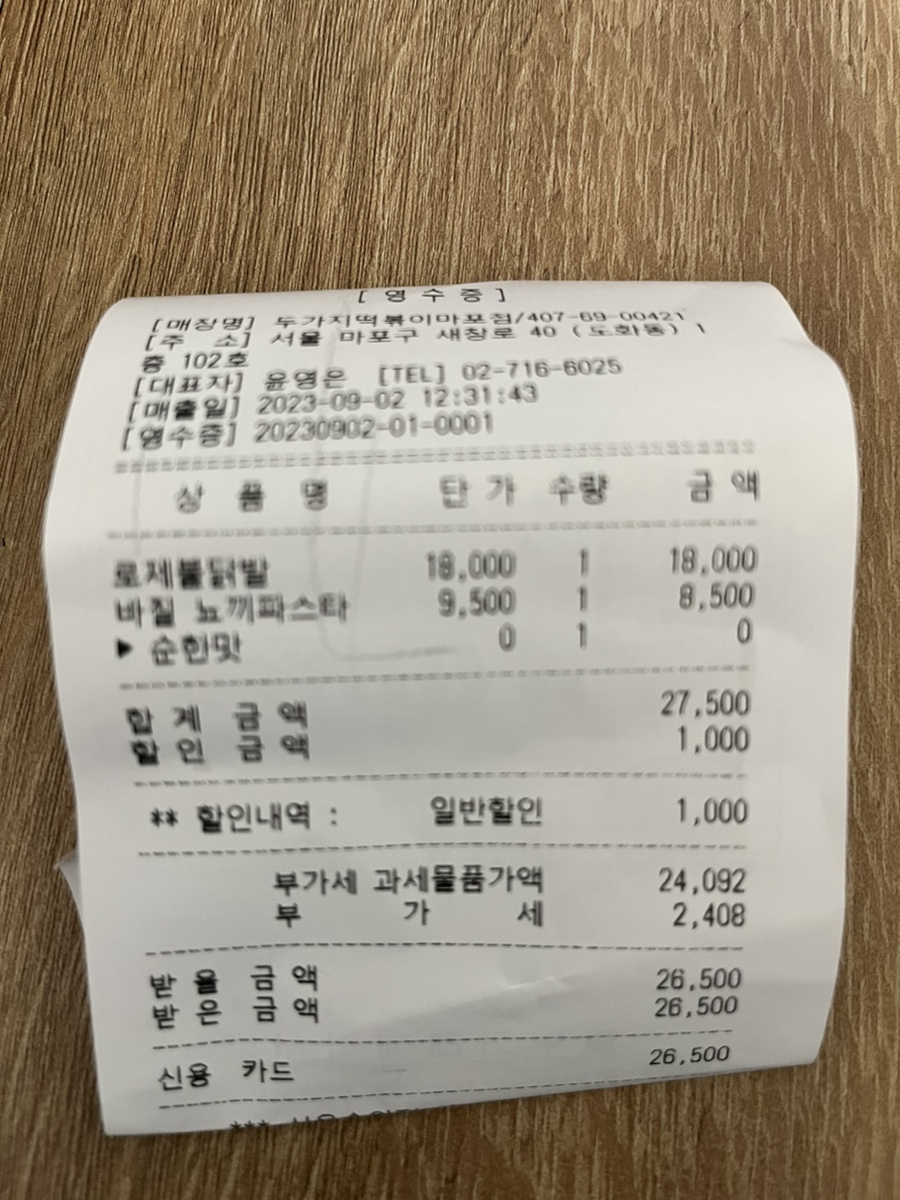 [ 영 수 증 ]
[매장명] 두가지떡볶이마포점/407-69-00421
[주 소] 서울 마포구 새창로 40 (도화동) 1
층 102호
[대표자] 윤영은 [TEL] 02-716-6025
[매출일] 2023-09-02 12:31:43
[영수증] 20230902-01-0001
상 품 명 단 가 수량 금 액
로제불닭발 18,000 1 18,000
바질 뇨끼파스타 9,500 1 8,500
▶ 순한맛 0 1 0
합 계 금 액 27,500
할 인 금 액 1,000
** 할인내역 : 일반할인 1,000
부가세 과세물품가액 24,092
부 가 세 2,408
받 을 금 액 26,500
받 은 금 액 26,500
신용 카드 26,500
***